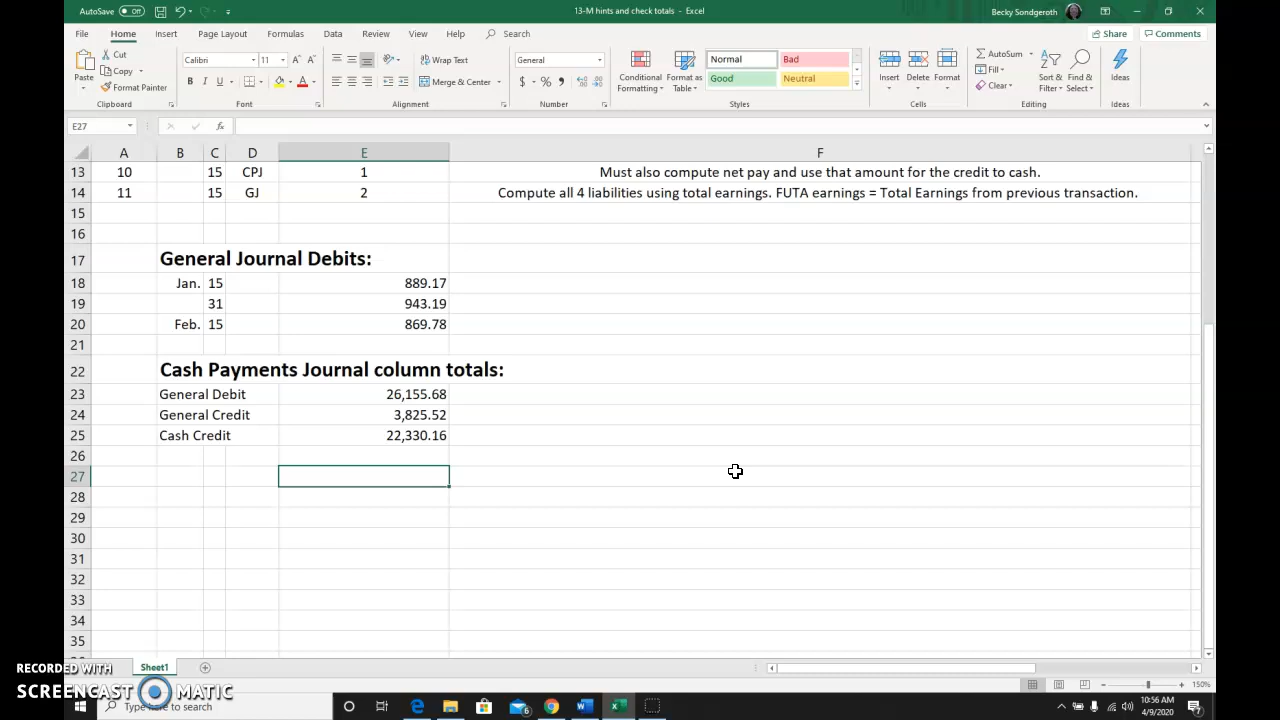 AutoSave Off 13-M hints and check totals - Excel Becky Sondgeroth
File Home Insert Page Layout Formulas Data Review View Help Search Share Comments
Paste Cut Copy Format Painter Clipboard
Calibri 11 B I U Font
Wrap Text Merge & Center Alignment
General $ % Number
Conditional Formatting Format as Table Normal Bad Good Neutral Styles
Insert Delete Format Cells
AutoSum Fill Clear Sort & Filter Find & Select Editing
Ideas Ideas
E27 fx
A B C D E F
13 10 15 CPJ 1 Must also compute net pay and use that amount for the credit to cash.
14 11 15 GJ 2 Compute all 4 liabilities using total earnings. FUTA earnings = Total Earnings from previous transaction.
15
16
17 General Journal Debits:
18 Jan. 15 889.17
19 31 943.19
20 Feb. 15 869.78
21
22 Cash Payments Journal column totals:
23 General Debit 26,155.68
24 General Credit 3,825.52
25 Cash Credit 22,330.16
26
27
28
29
30
31
32
33
34
35
Sheet1
150%
RECORDED WITH
SCREENCAST MATIC
Type here to search
10:56 AM
4/9/2020